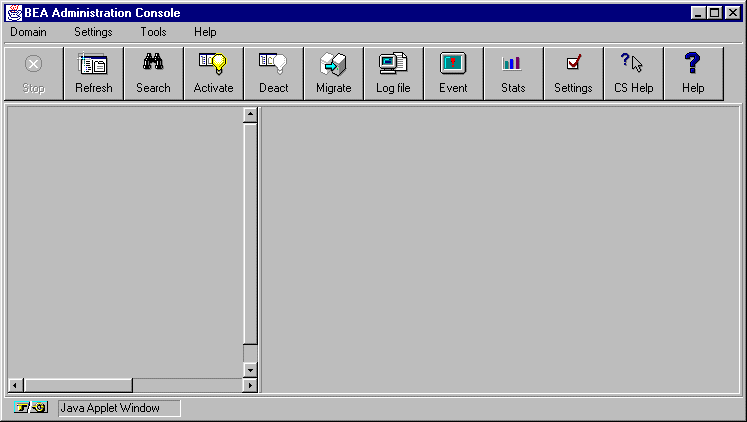 BEA Administration Console
Domain Settings Tools Help
Stop Refresh Search Activate Deact Migrate Log file Event Stats Settings CS Help Help
Java Applet Window